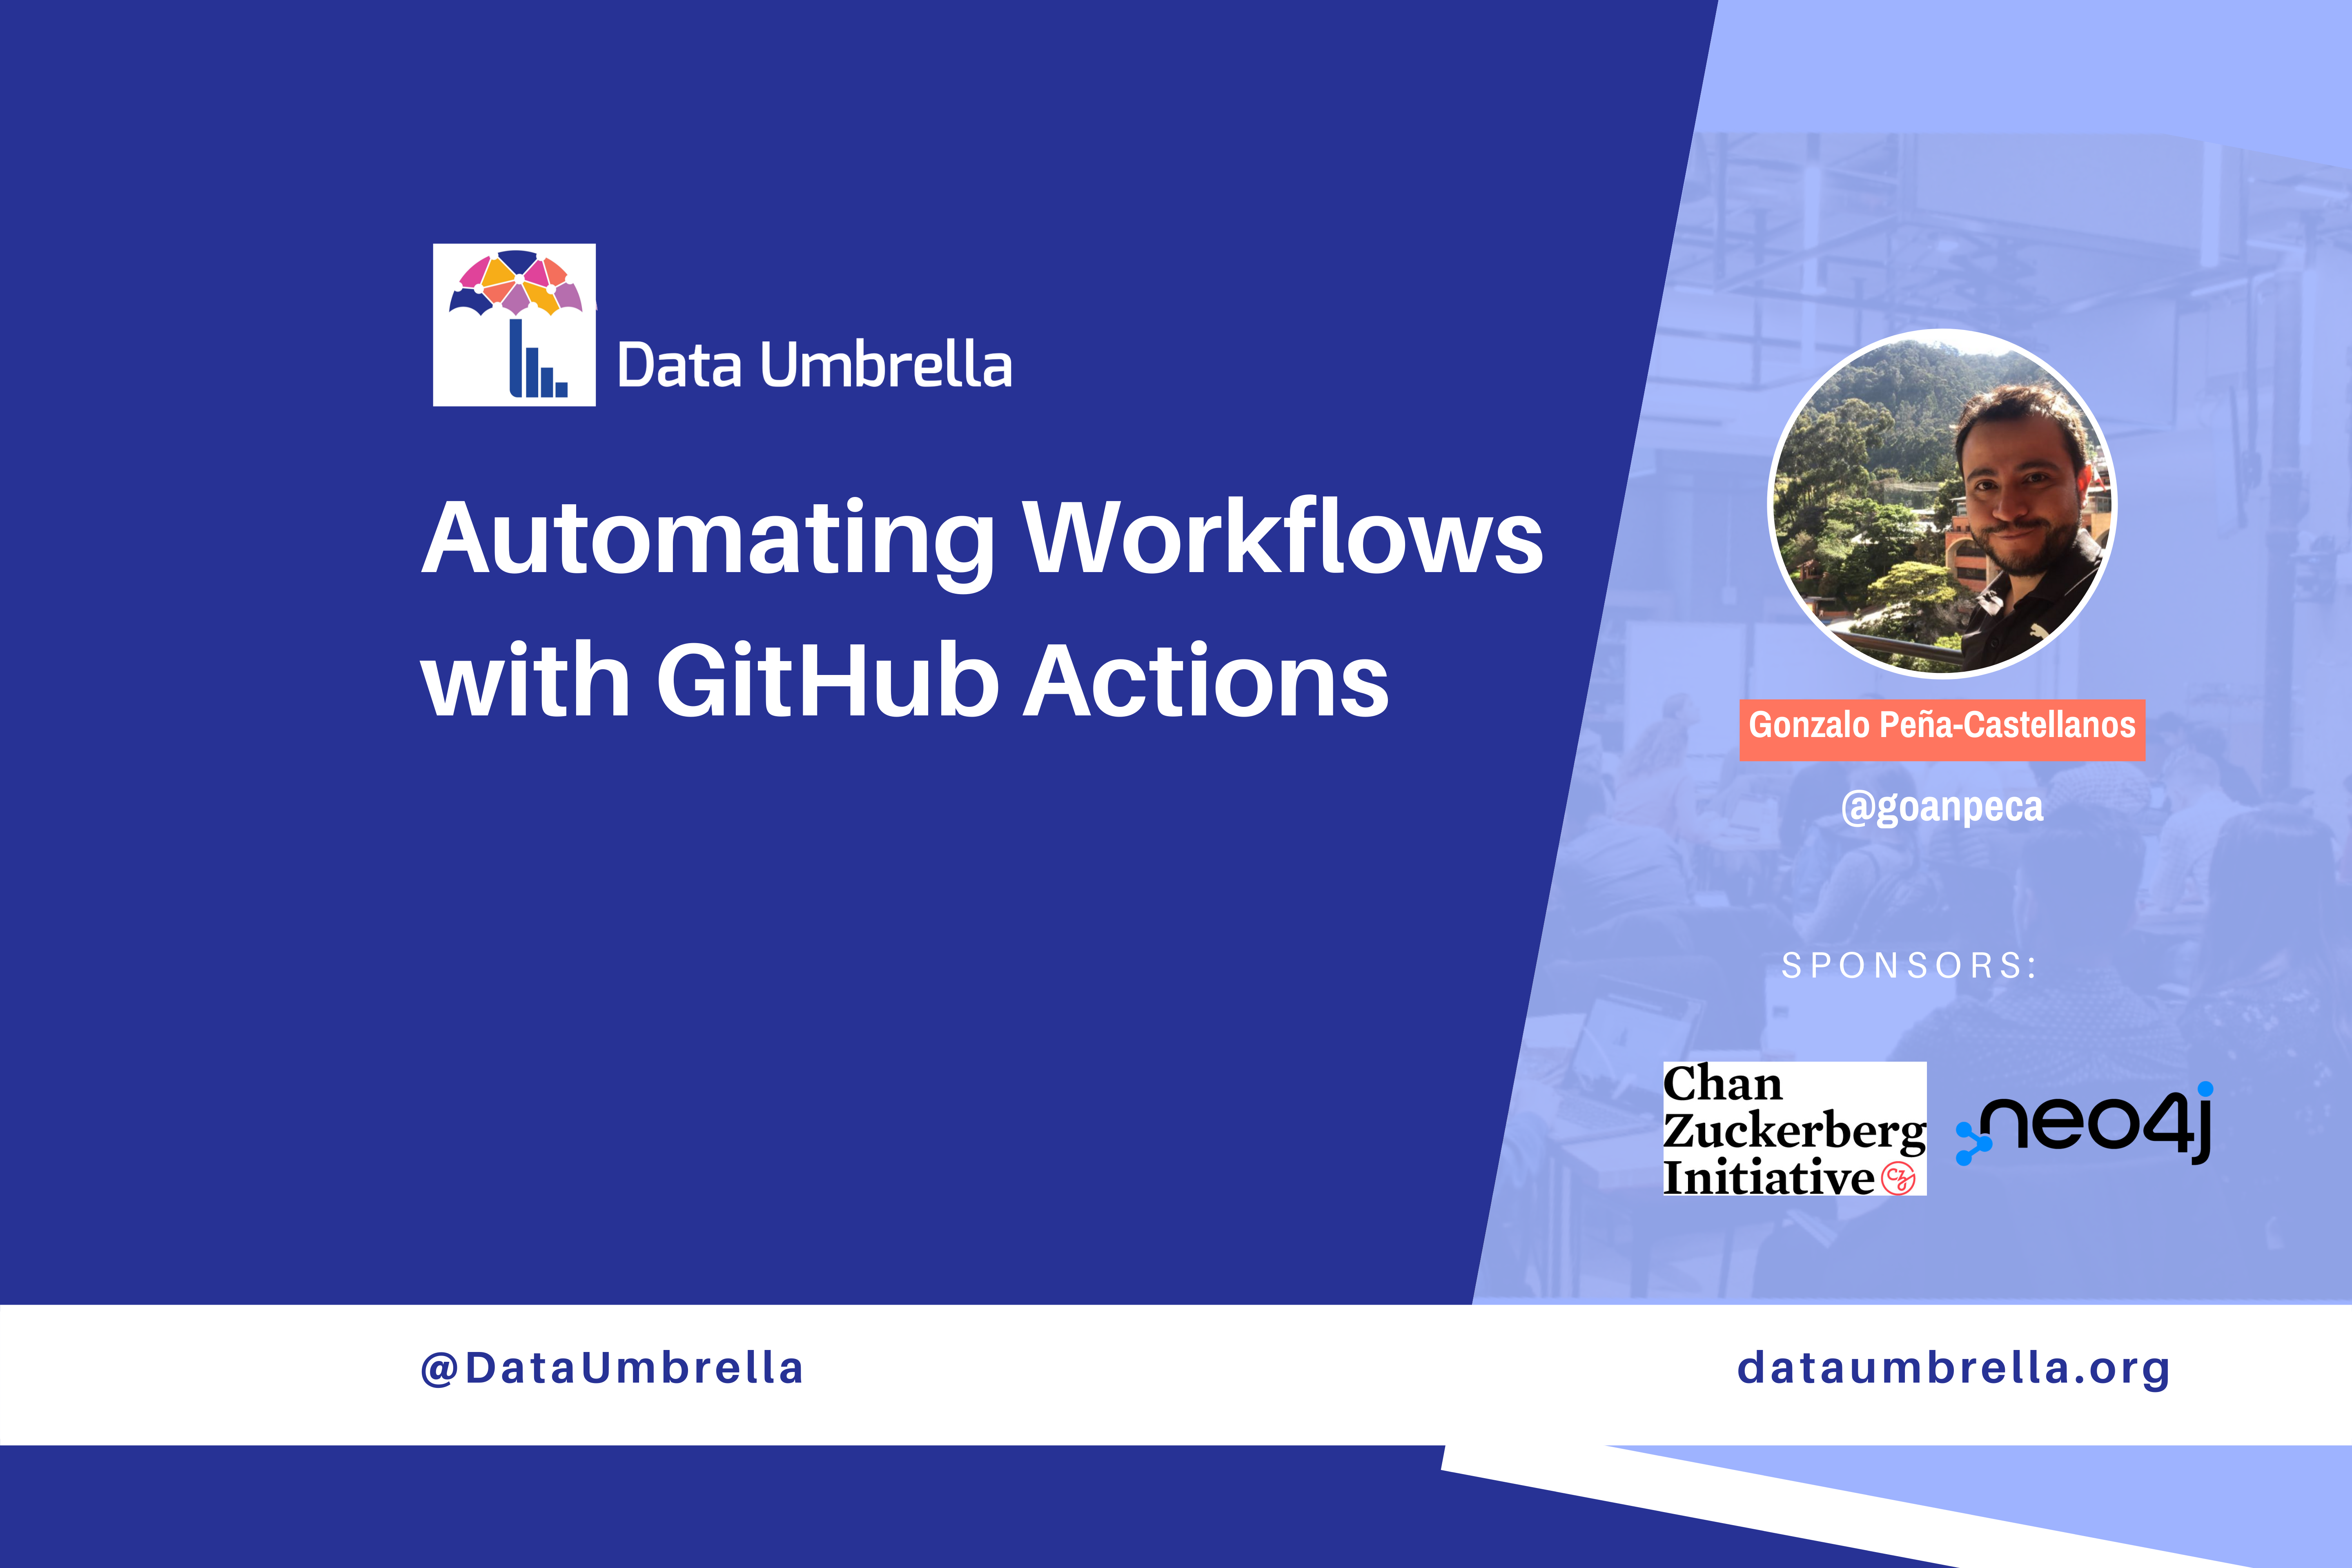 Data Umbrella
Automating Workflows
with GitHub Actions
Gonzalo Peña-Castellanos
@goanpeca
SPONSORS:
Chan
Zuckerberg
Initiative CZI
neo4j
@DataUmbrella
dataumbrella.org